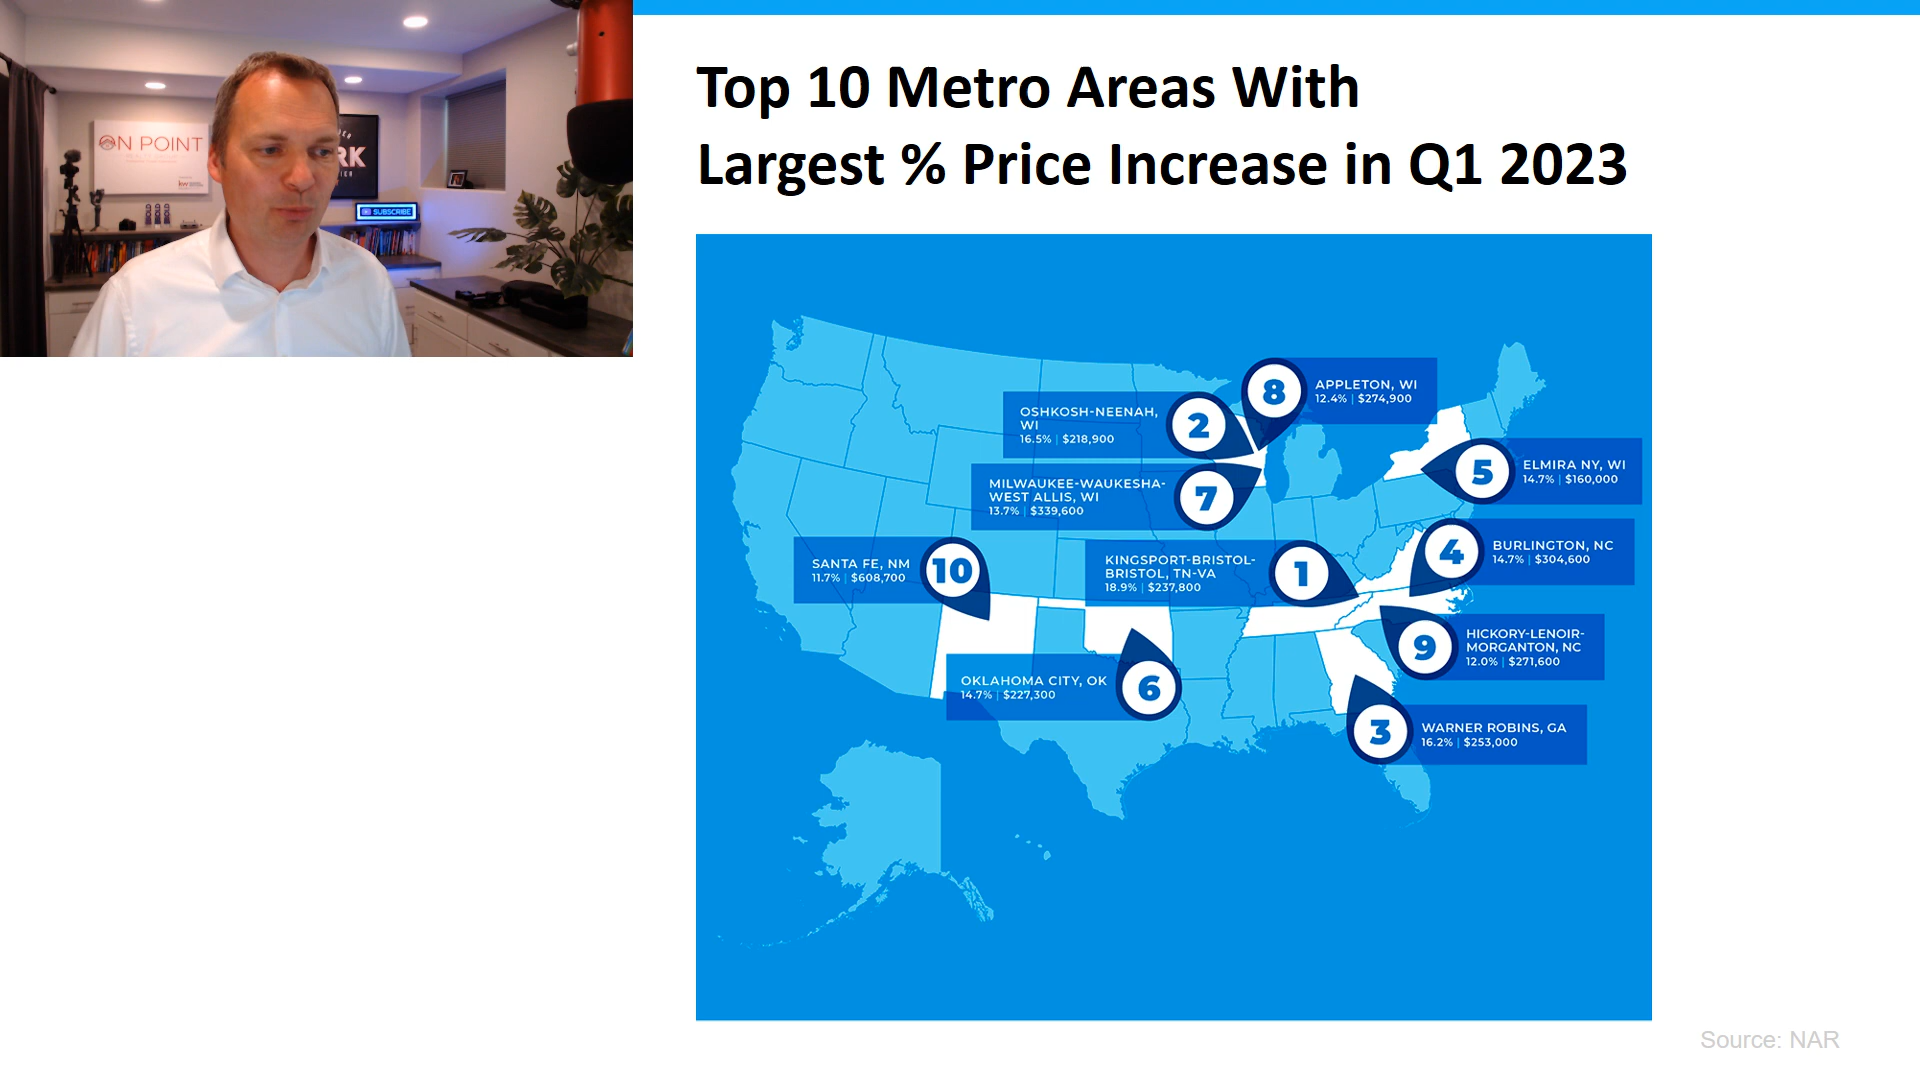 ON POINT
kw
RK
SUBSCRIBE
Top 10 Metro Areas With
Largest % Price Increase in Q1 2023
8
APPLETON, WI
12.4% | $274,900
OSHKOSH-NEENAH,
WI
16.5% | $218,900
2
5
ELMIRA NY, WI
14.7% | $160,000
MILWAUKEE-WAUKESHA-
WEST ALLIS, WI
13.7% | $339,600
7
4
BURLINGTON, NC
14.7% | $304,600
SANTA FE, NM
11.7% | $608,700
10
KINGSPORT-BRISTOL-
BRISTOL, TN-VA
18.9% | $237,800
1
9
HICKORY-LENOIR-
MORGANTON, NC
12.0% | $271,600
OKLAHOMA CITY, OK
14.7% | $227,300
6
3
WARNER ROBINS, GA
16.2% | $253,000
Source: NAR